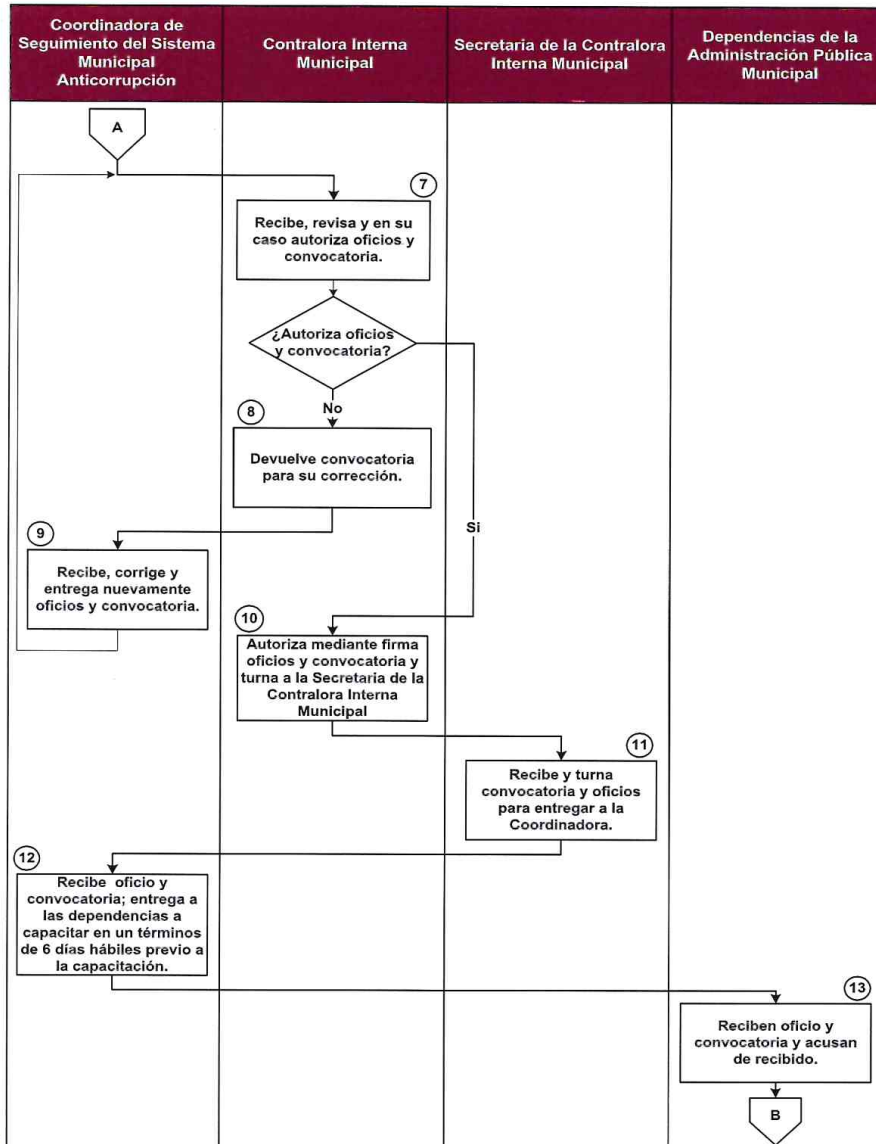 Coordinadora de
Seguimiento del Sistema
Municipal
Anticorrupción
Contralora Interna
Municipal
Secretaria de la Contralora
Interna Municipal
Dependencias de la
Administración Pública
Municipal
A
7
Recibe, revisa y en su
caso autoriza oficios y
convocatoria.
¿Autoriza oficios
y convocatoria?
No
8
Devuelve convocatoria
para su corrección.
Si
9
Recibe, corrige y
entrega nuevamente
oficios y convocatoria.
10
Autoriza mediante firma
oficios y convocatoria y
turna a la Secretaria de la
Contralora Interna
Municipal
11
Recibe y turna
convocatoria y oficios
para entregar a la
Coordinadora.
12
Recibe oficio y
convocatoria; entrega a
las dependencias a
capacitar en un términos
de 6 días hábiles previo a
la capacitación.
13
Reciben oficio y
convocatoria y acusan
de recibido.
B